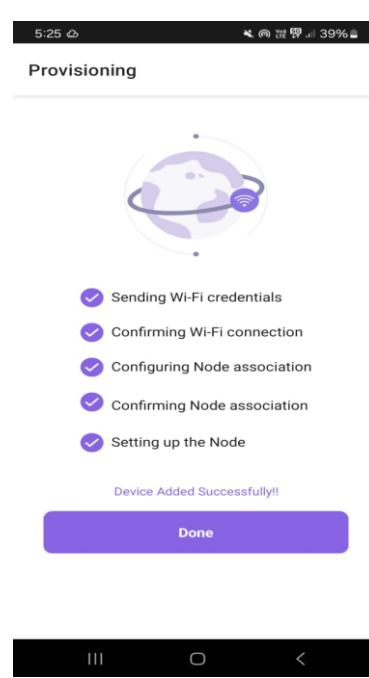 5:25
39%
Provisioning
Sending Wi-Fi credentials
Confirming Wi-Fi connection
Configuring Node association
Confirming Node association
Setting up the Node
Device Added Successfully!!
Done